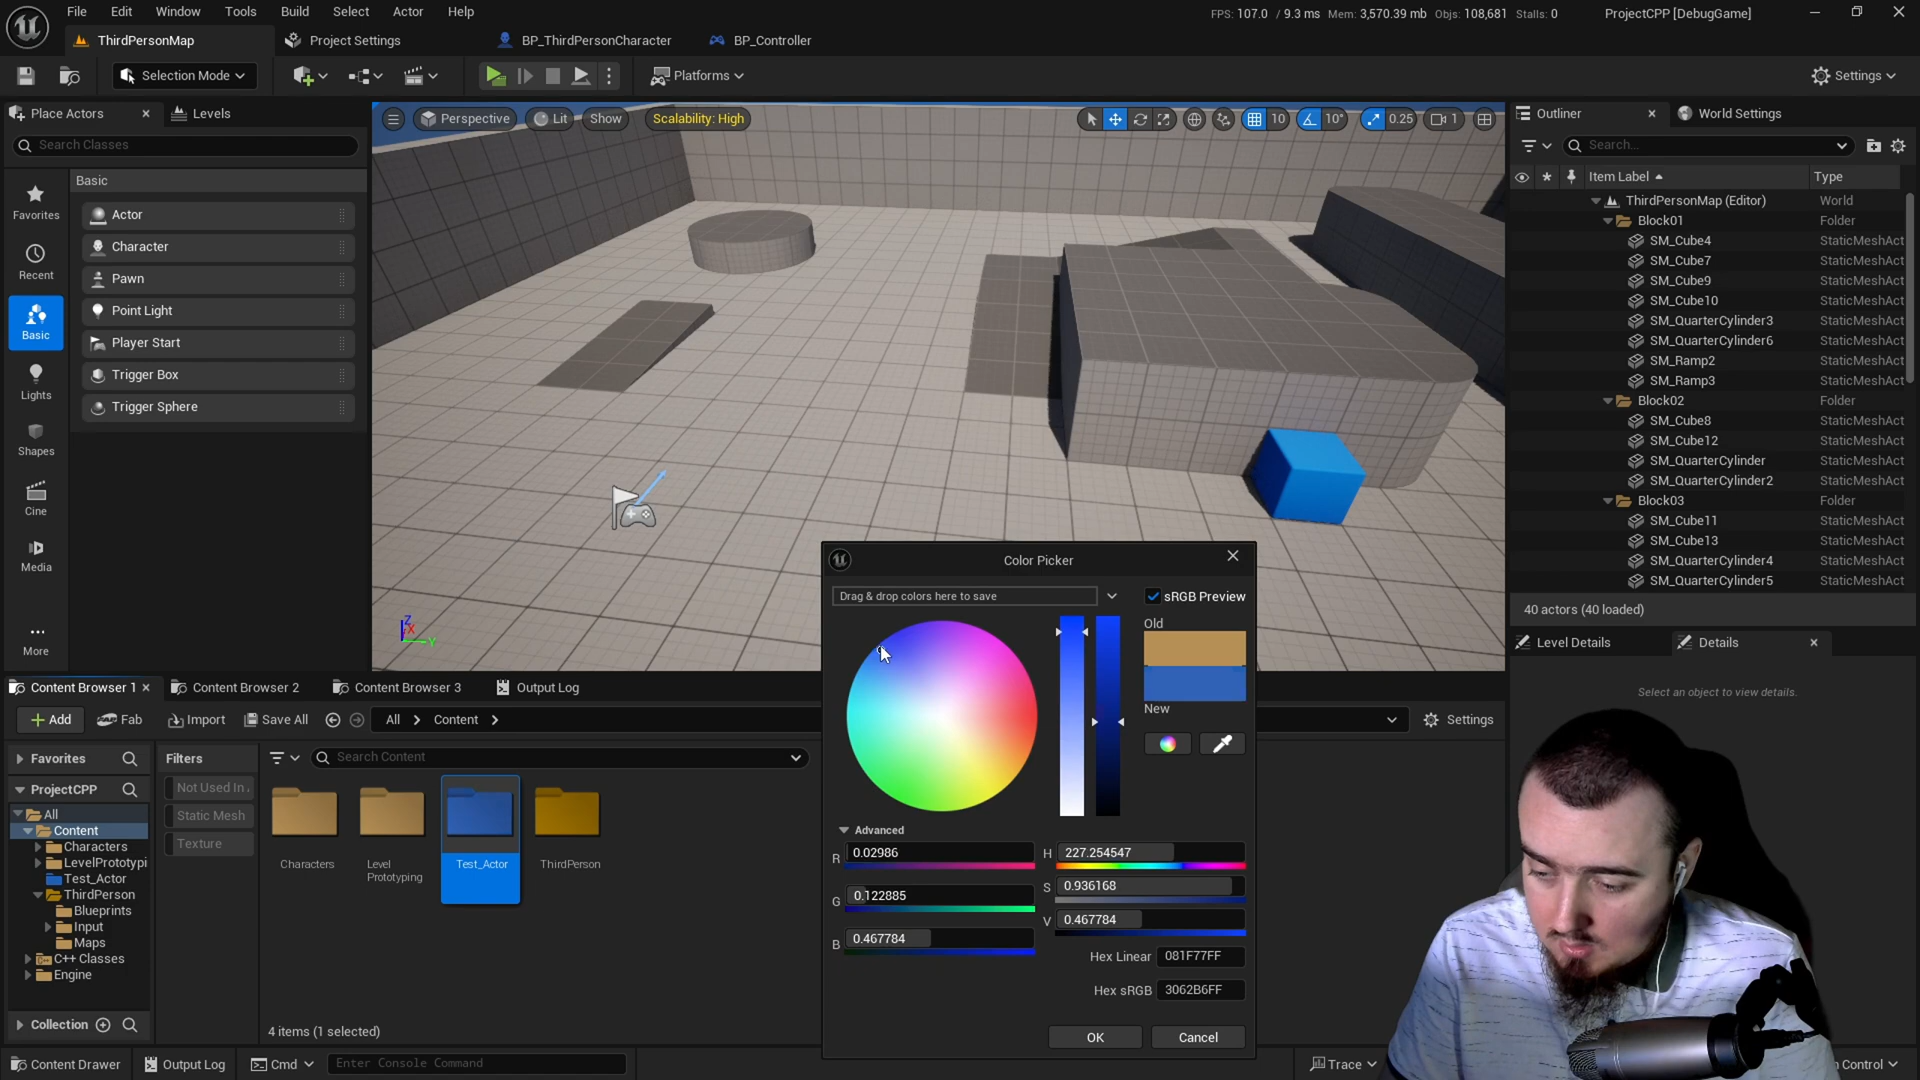 File Edit Window Tools Build Select Actor Help
FPS: 107.0 / 9.3 ms Mem: 3,570.39 mb Objs: 108,681 Stalls: 0
ProjectCPP [DebugGame]
ThirdPersonMap
Project Settings
BP_ThirdPersonCharacter
BP_Controller
Selection Mode
Platforms
Settings
Place Actors
Levels
Search Classes
Basic
Favorites
Recent
Basic
Lights
Shapes
Cine
Media
More
Actor
Character
Pawn
Point Light
Player Start
Trigger Box
Trigger Sphere
Perspective
Lit
Show
Scalability: High
10
10°
0.25
1
Z
X
Y
Outliner
World Settings
Search...
Item Label
Type
ThirdPersonMap (Editor) World
Block01 Folder
SM_Cube4 StaticMeshAct
SM_Cube7 StaticMeshAct
SM_Cube9 StaticMeshAct
SM_Cube10 StaticMeshAct
SM_QuarterCylinder3 StaticMeshAct
SM_QuarterCylinder6 StaticMeshAct
SM_Ramp2 StaticMeshAct
SM_Ramp3 StaticMeshAct
Block02 Folder
SM_Cube8 StaticMeshAct
SM_Cube12 StaticMeshAct
SM_QuarterCylinder StaticMeshAct
SM_QuarterCylinder2 StaticMeshAct
Block03 Folder
SM_Cube11 StaticMeshAct
SM_Cube13 StaticMeshAct
SM_QuarterCylinder4 StaticMeshAct
SM_QuarterCylinder5 StaticMeshAct
40 actors (40 loaded)
Level Details
Details
Select an object to view details.
Content Browser 1
Content Browser 2
Content Browser 3
Output Log
Add
Fab
Import
Save All
All
Content
Settings
Favorites
ProjectCPP
All
Content
Characters
LevelPrototypi
Test_Actor
ThirdPerson
Blueprints
Input
Maps
C++ Classes
Engine
Collection
Filters
Not Used In
Static Mesh
Texture
Search Content
Characters
Level
Prototyping
Test_Actor
ThirdPerson
4 items (1 selected)
Color Picker
Drag & drop colors here to save
sRGB Preview
Old
New
Advanced
R 0.02986
G 0.122885
B 0.467784
H 227.254547
S 0.936168
V 0.467784
Hex Linear 081F77FF
Hex sRGB 3062B6FF
OK
Cancel
Content Drawer
Output Log
Cmd
Enter Console Command
Trace
Control